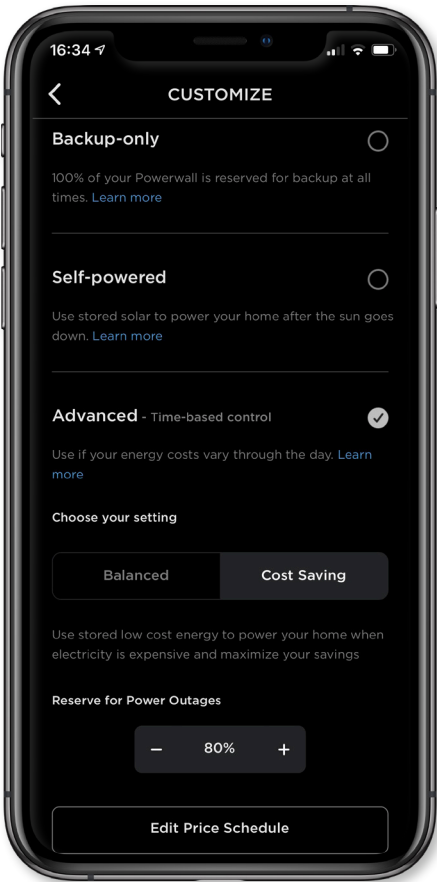 16:34
CUSTOMIZE
Backup-only
100% of your Powerwall is reserved for backup at all
times. Learn more
Self-powered
Use stored solar to power your home after the sun goes
down. Learn more
Advanced - Time-based control
Use if your energy costs vary through the day. Learn
more
Choose your setting
Balanced Cost Saving
Use stored low cost energy to power your home when
electricity is expensive and maximize your savings
Reserve for Power Outages
− 80% +
Edit Price Schedule